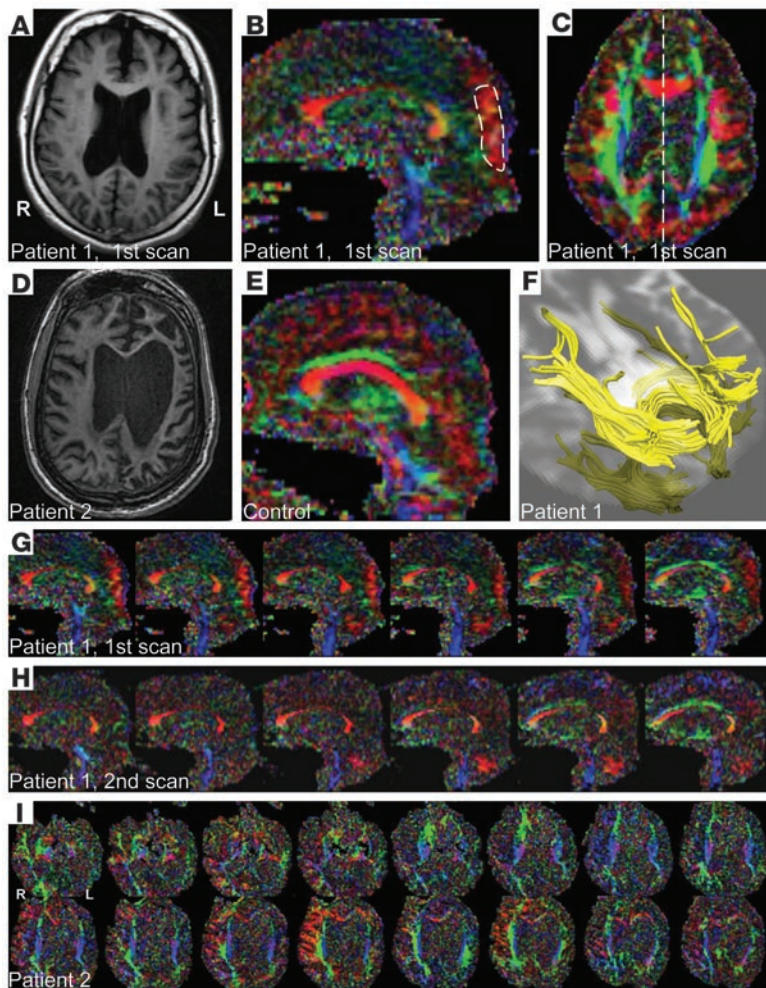 A
R
L
Patient 1, 1st scan
B
Patient 1, 1st scan
C
Patient 1, 1st scan
D
Patient 2
E
Control
F
Patient 1
G
Patient 1, 1st scan
H
Patient 1, 2nd scan
I
R
L
Patient 2